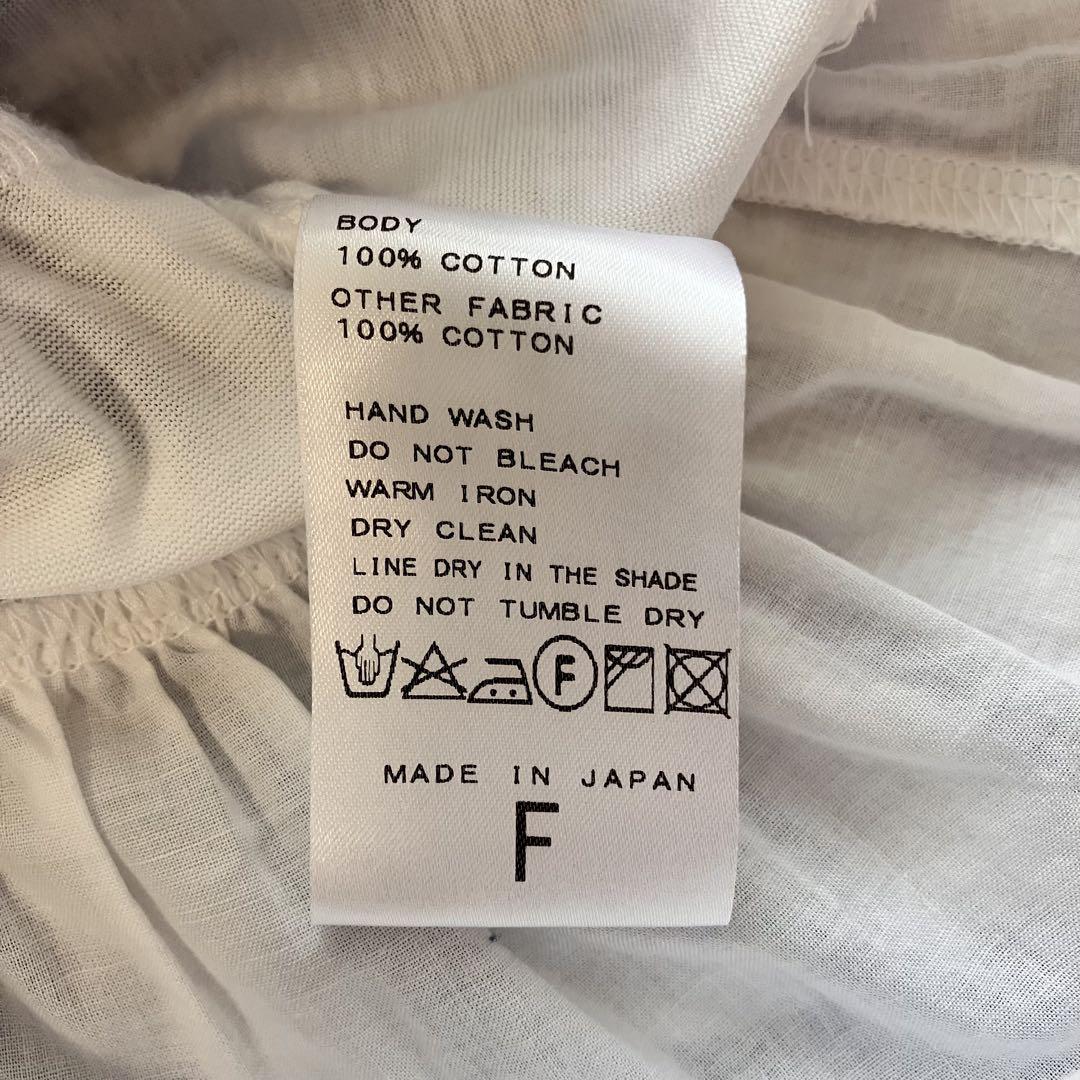 BODY
100% COTTON
OTHER FABRIC
100% COTTON
HAND WASH
DO NOT BLEACH
WARM IRON
DRY CLEAN
LINE DRY IN THE SHADE
DO NOT TUMBLE DRY
F
MADE IN JAPAN
F